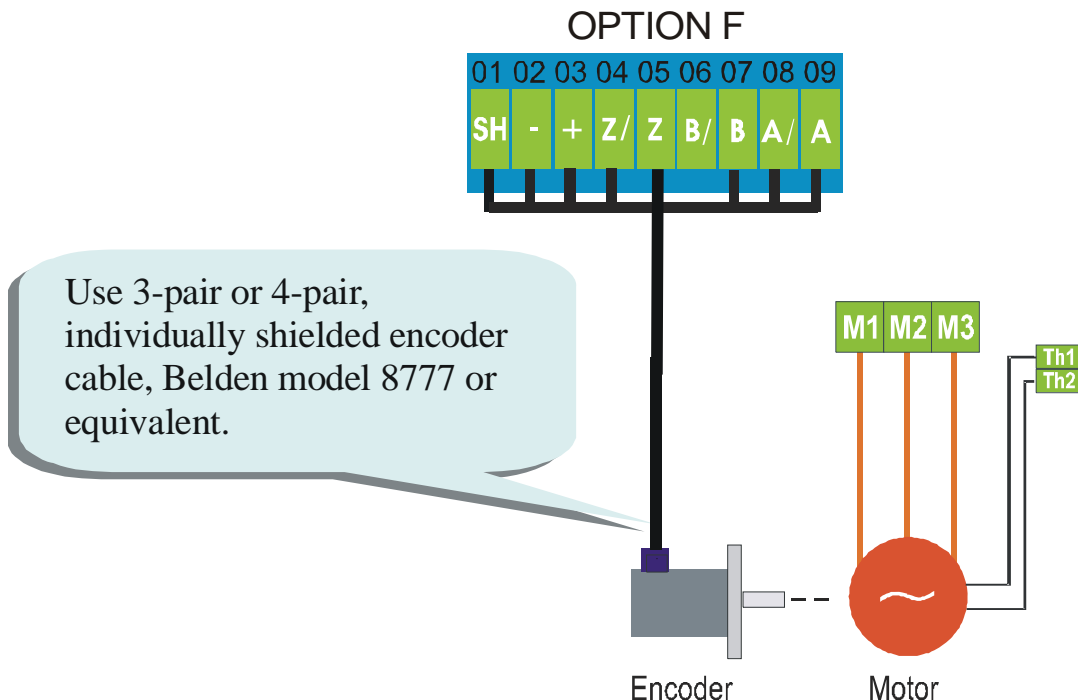 OPTION F
01 02 03 04 05 06 07 08 09
SH - + Z/ Z B/ B A/ A
Use 3-pair or 4-pair,
individually shielded encoder
cable, Belden model 8777 or
equivalent.
M1 M2 M3
Th1
Th2
Encoder
Motor